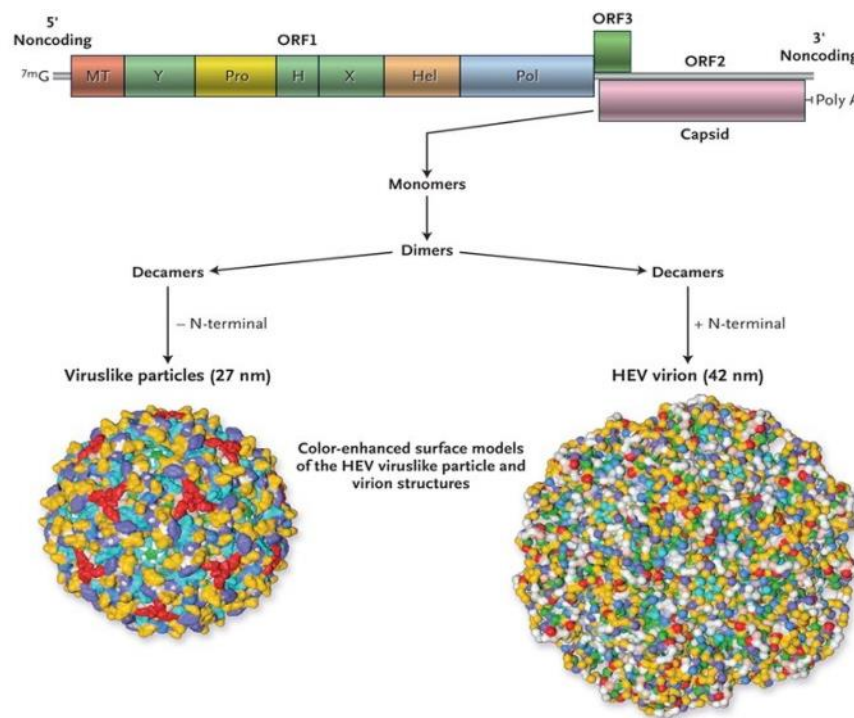 5'
Noncoding
ORF1
ORF3
3'
Noncoding
ORF2
⁷ᵐG
MT
Y
Pro
H
X
Hel
Pol
Poly A
Capsid
Monomers
Dimers
Decamers
Decamers
– N-terminal
+ N-terminal
Viruslike particles (27 nm)
HEV virion (42 nm)
Color-enhanced surface models
of the HEV viruslike particle and
virion structures